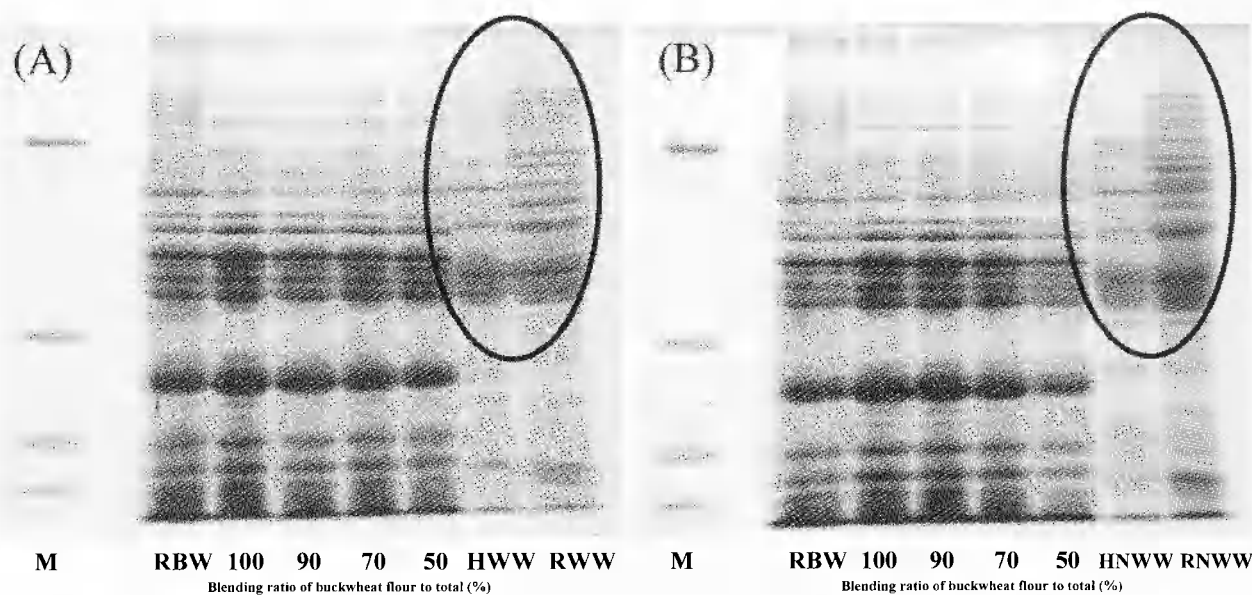 (A)
M RBW 100 90 70 50 HWW RWW
Blending ratio of buckwheat flour to total (%)
(B)
M RBW 100 90 70 50 HNWW RNWW
Blending ratio of buckwheat flour to total (%)